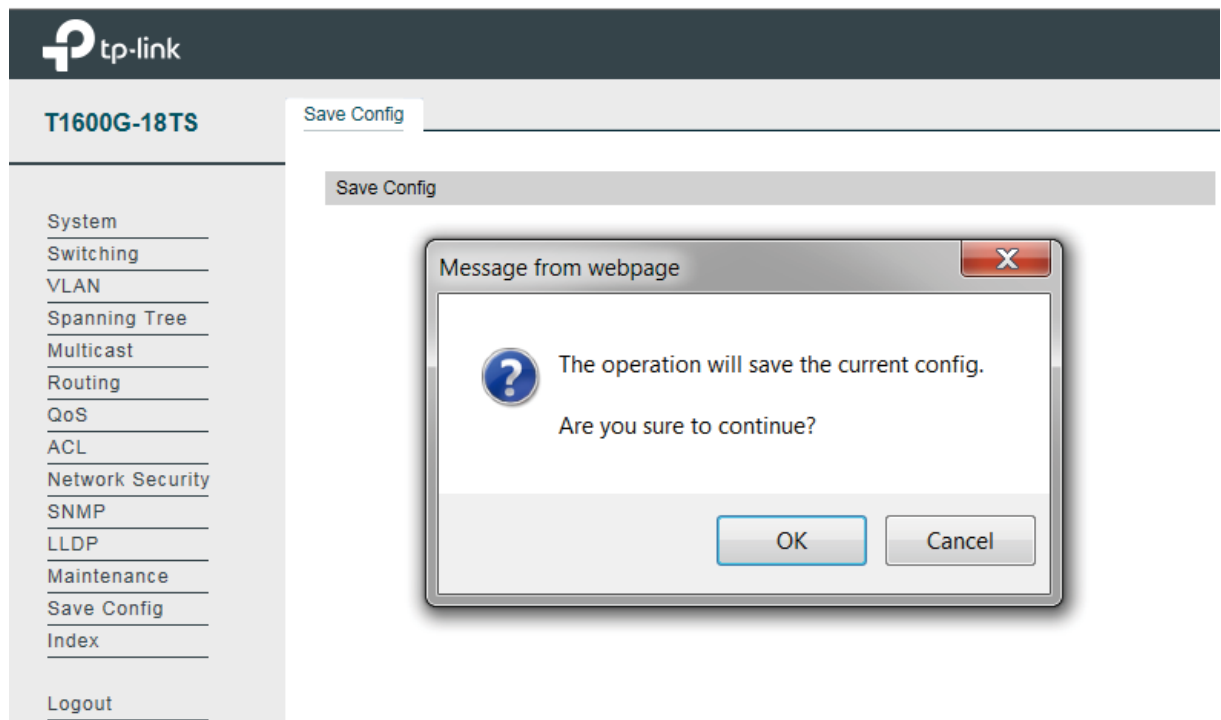 tp-link
T1600G-18TS
Save Config
Save Config
System
Switching
VLAN
Spanning Tree
Multicast
Routing
QoS
ACL
Network Security
SNMP
LLDP
Maintenance
Save Config
Index
Logout
Message from webpage
The operation will save the current config.
Are you sure to continue?
OK
Cancel